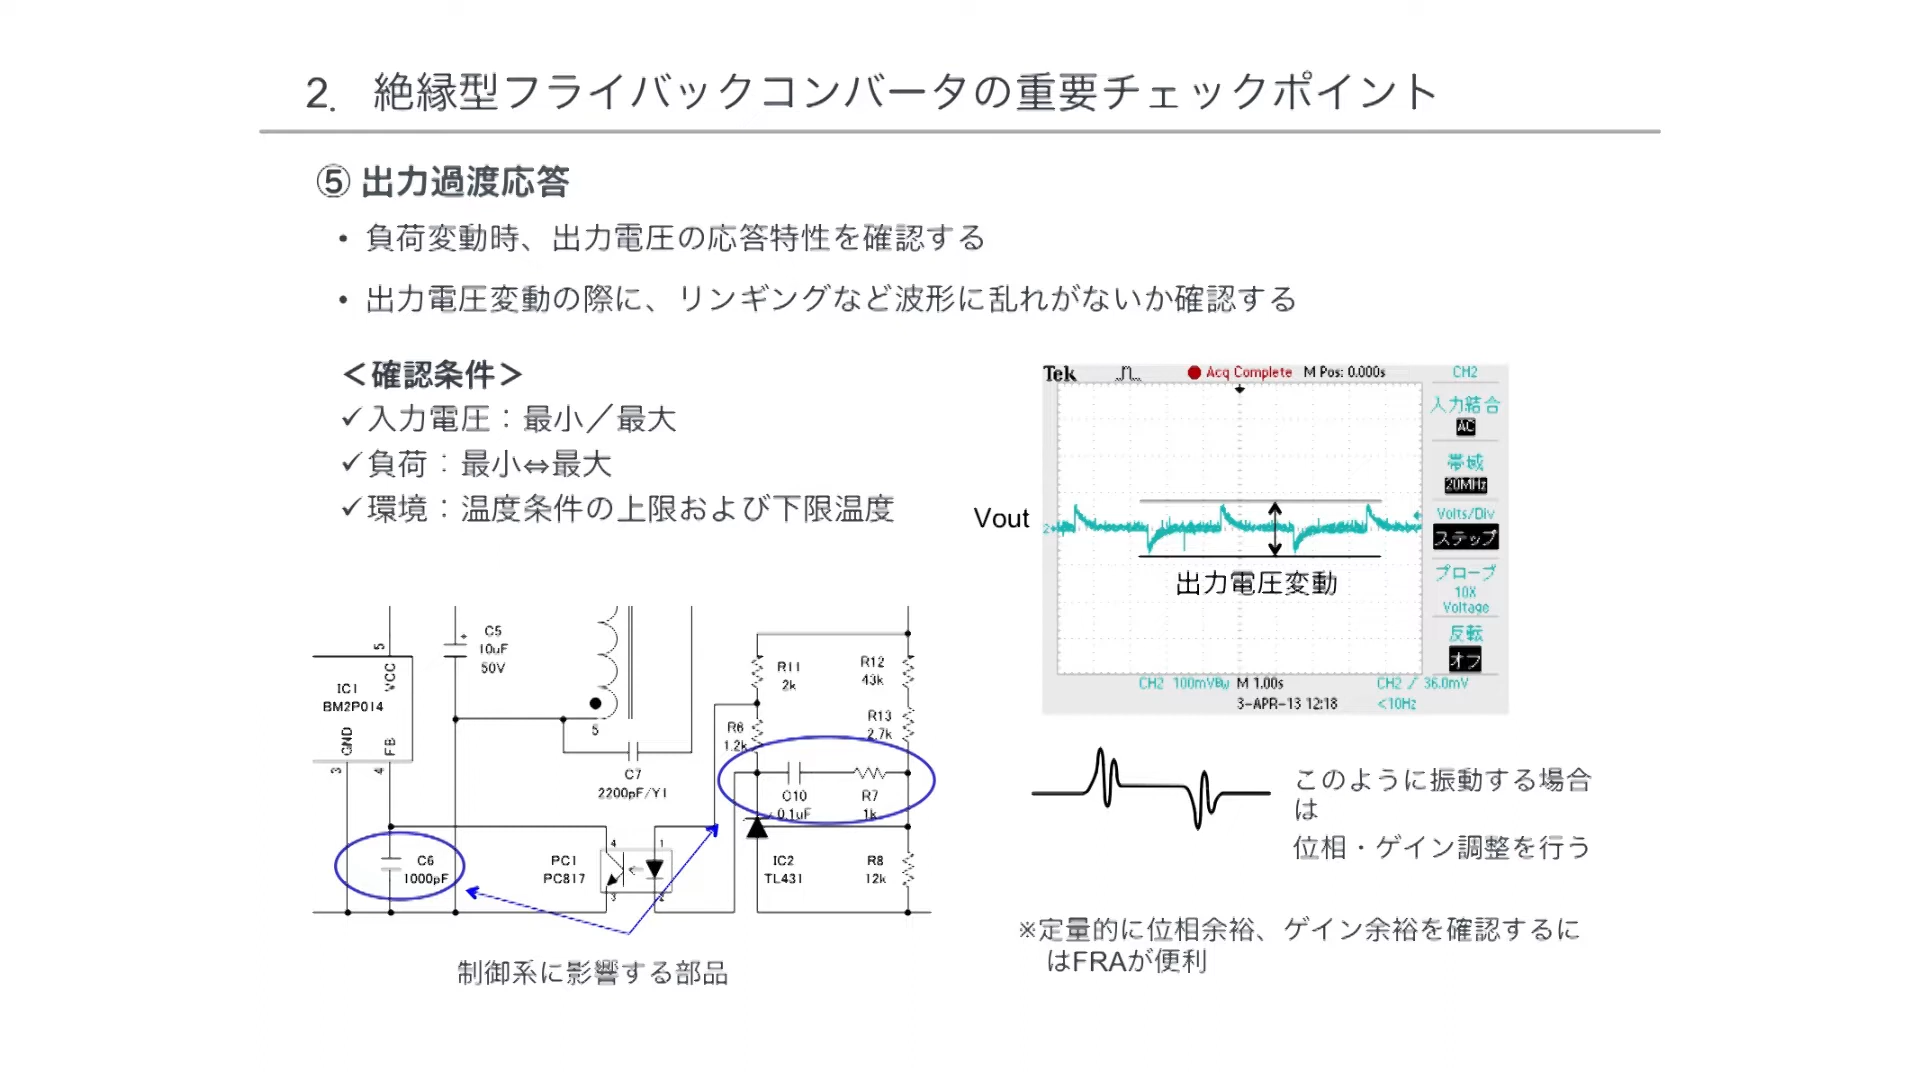 2. 絶縁型フライバックコンバータの重要チェックポイント
⑤ 出力過渡応答
• 負荷変動時、出力電圧の応答特性を確認する
• 出力電圧変動の際に、リンギングなど波形に乱れがないか確認する
＜確認条件＞
✓入力電圧：最小／最大
✓負荷：最小⇔最大
✓環境：温度条件の上限および下限温度
Tek Acq Complete M Pos: 0.000s CH2
入力結合
AC
帯域
20MHz
Volts/Div
ステップ
プローブ
10X
Voltage
反転
オフ
Vout
2
出力電圧変動
CH2 100mVBw M 1.00s CH2 / 36.0mV
3-APR-13 12:18 <10Hz
C5
10uF
50V
5
VCC
IC1
BM2P014
GND
FB
3
4
5
C7
2200pF/Y1
R11
2k
R12
43k
R6
1.2k
R13
2.7k
C10
0.1uF
R7
1k
C6
1000pF
PC1
PC817
4
1
3
2
IC2
TL431
R8
12k
制御系に影響する部品
このように振動する場合
は
位相・ゲイン調整を行う
※定量的に位相余裕、ゲイン余裕を確認するに
はFRAが便利